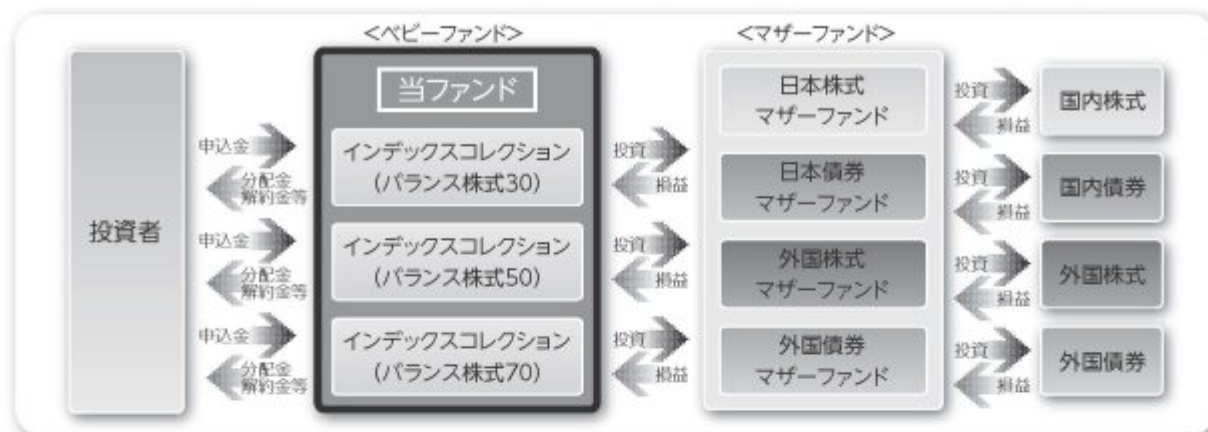 <ベビーファンド>
<マザーファンド>
投資者
申込金
分配金
解約金等
申込金
分配金
解約金等
申込金
分配金
解約金等
当ファンド
インデックスコレクション
(バランス株式30)
インデックスコレクション
(バランス株式50)
インデックスコレクション
(バランス株式70)
投資
損益
投資
損益
投資
損益
日本株式
マザーファンド
日本債券
マザーファンド
外国株式
マザーファンド
外国債券
マザーファンド
投資
損益
投資
損益
投資
損益
投資
損益
国内株式
国内債券
外国株式
外国債券